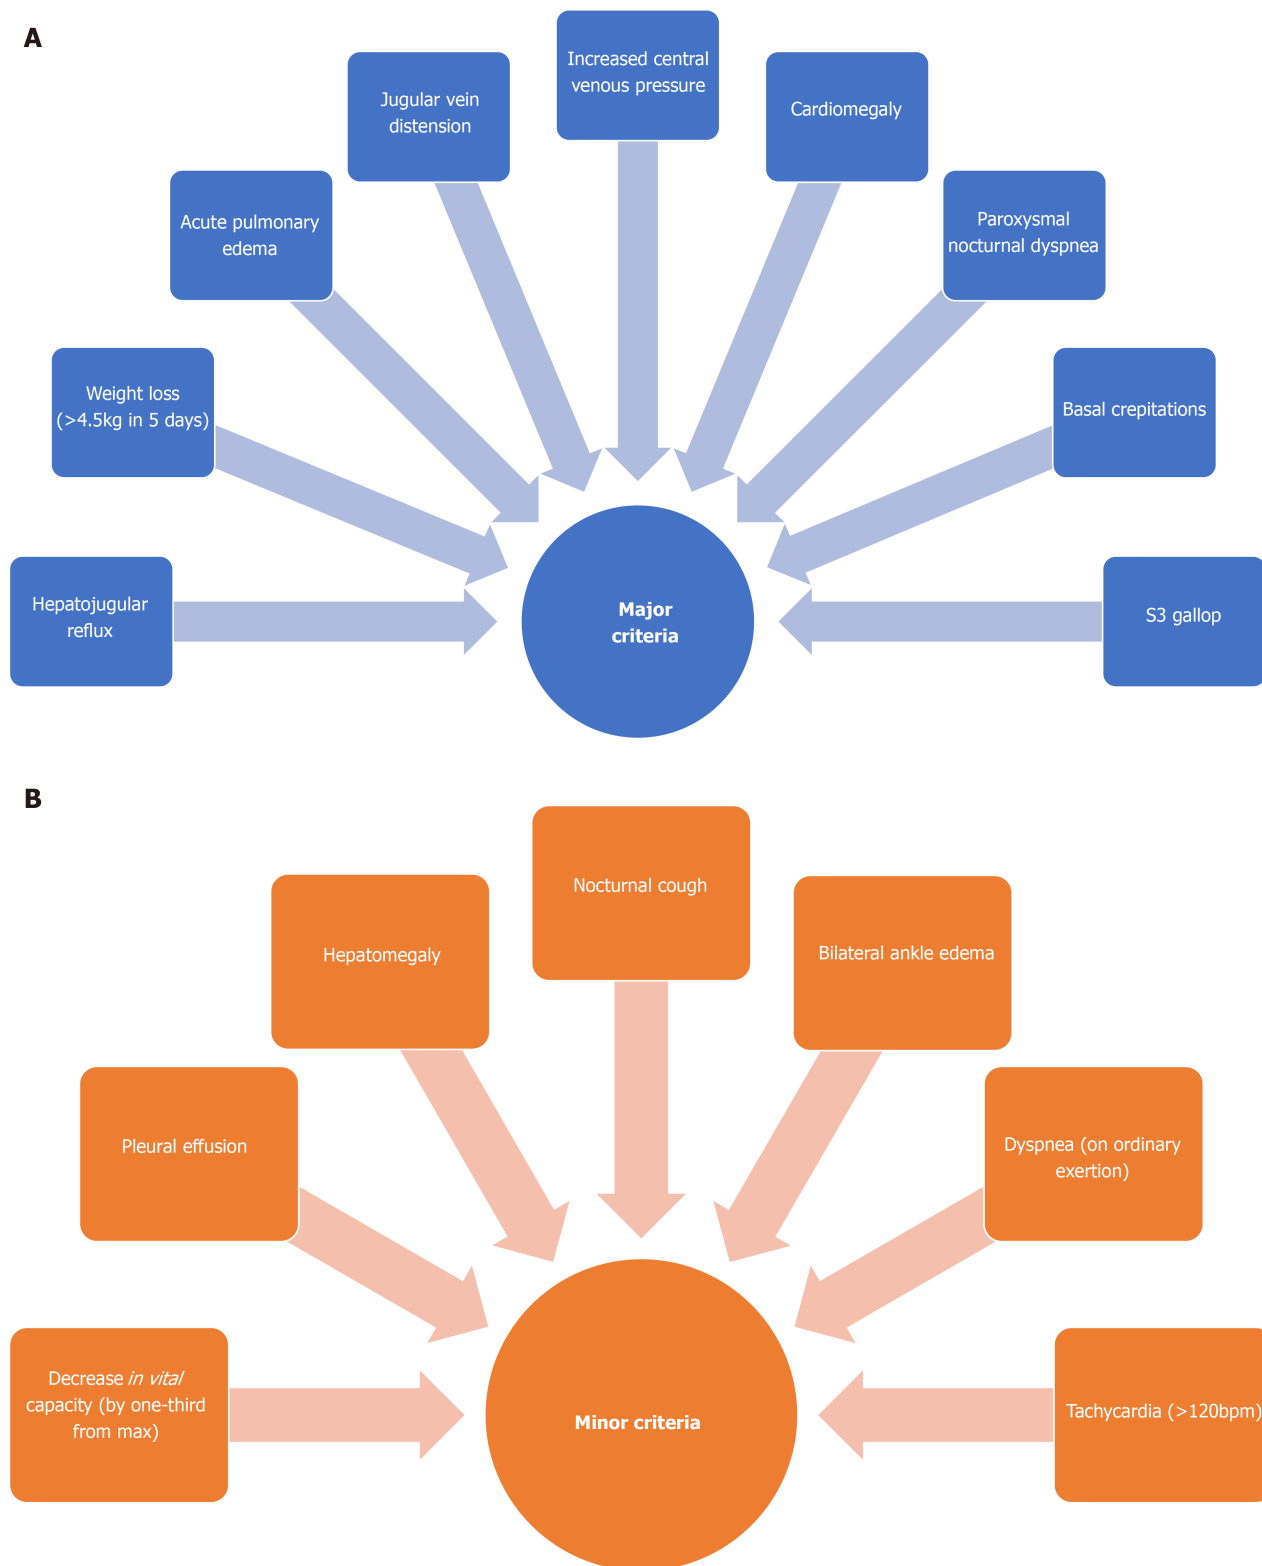 A
Increased central
venous pressure
Jugular vein
distension
Cardiomegaly
Acute pulmonary
edema
Paroxysmal
nocturnal dyspnea
Weight loss
(>4.5kg in 5 days)
Basal crepitations
Hepatojugular
reflux
Major
criteria
S3 gallop
B
Nocturnal cough
Hepatomegaly
Bilateral ankle edema
Pleural effusion
Dyspnea (on ordinary
exertion)
Decrease in vital
capacity (by one-third
from max)
Minor criteria
Tachycardia (>120bpm)